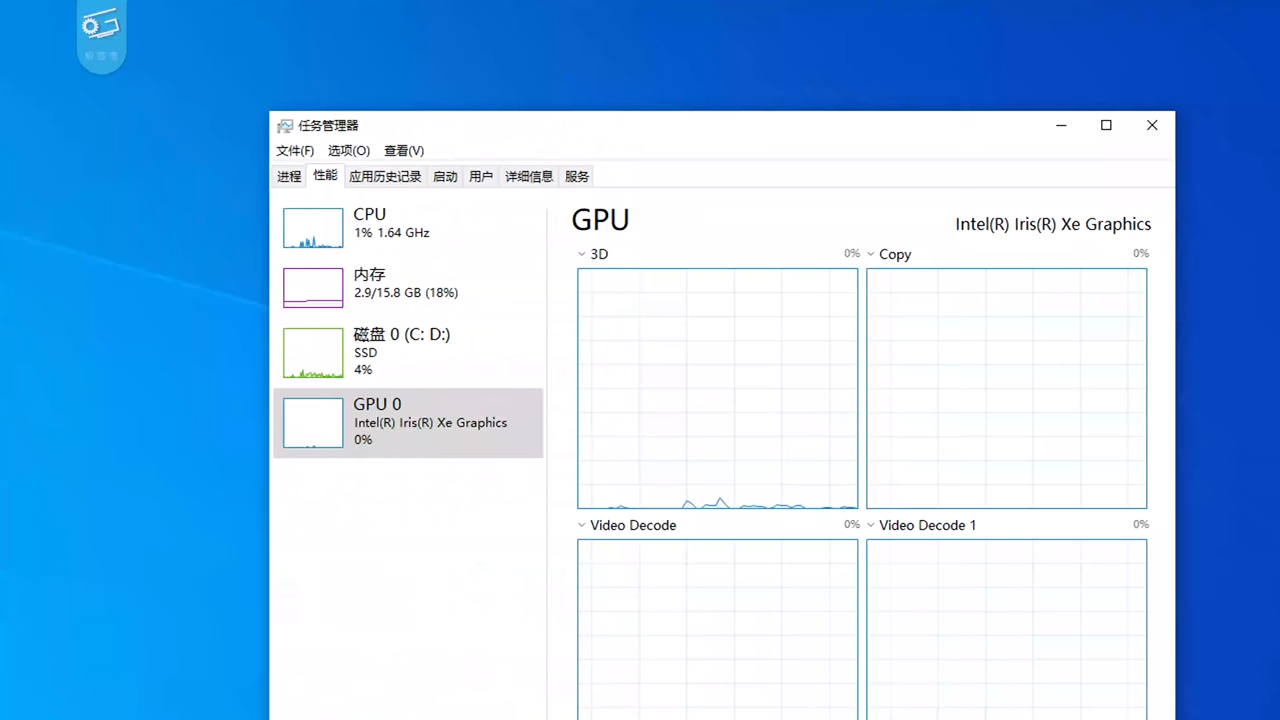 任务管理器
文件(F) 选项(O) 查看(V)
进程 性能 应用历史记录 启动 用户 详细信息 服务
CPU
1% 1.64 GHz
内存
2.9/15.8 GB (18%)
磁盘 0 (C: D:)
SSD
4%
GPU 0
Intel(R) Iris(R) Xe Graphics
0%
GPU
Intel(R) Iris(R) Xe Graphics
3D 0% Copy 0%
Video Decode 0% Video Decode 1 0%